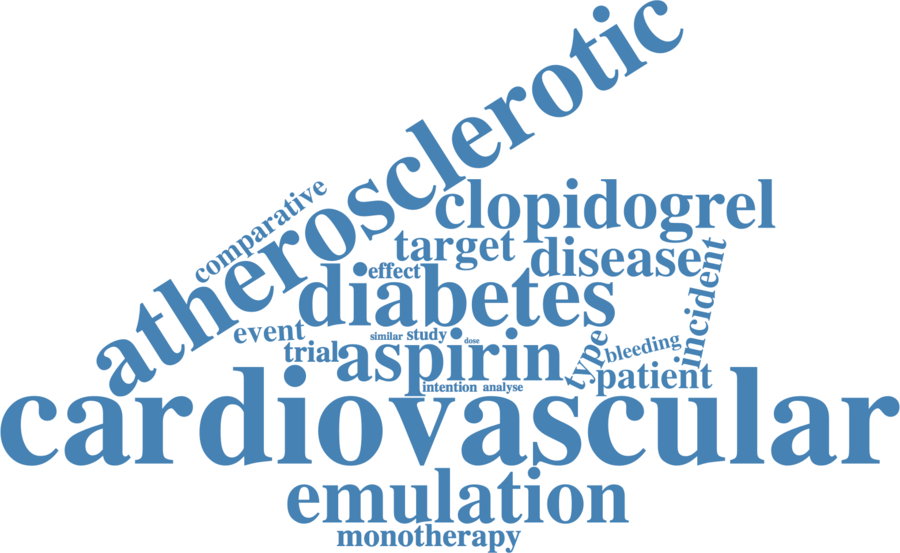 atherosclerotic
comparative
clopidogrel
target
disease
effect
diabetes
incident
event
similar
study
dose
trial
aspirin
type
bleeding
patient
intention
analyse
cardiovascular
emulation
monotherapy